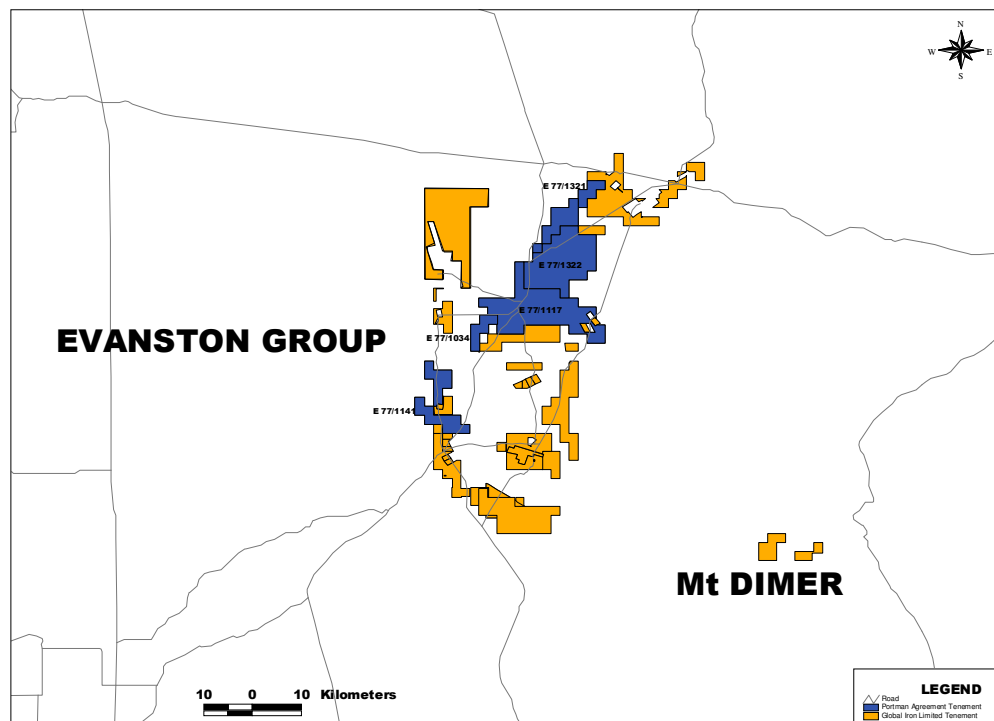 N
W E
S
E 77/1321
E 77/1322
E 77/1117
EVANSTON GROUP
E 77/1034
E 77/1141
Mt DIMER
10 0 10 Kilometers
LEGEND
Road
Portman Agreement Tenement
Global Iron Limited Tenement